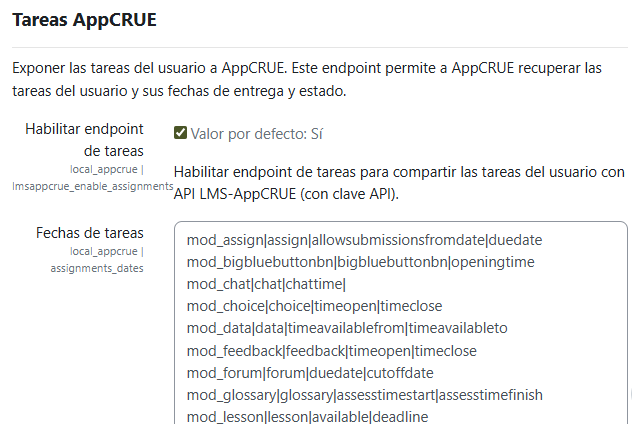 Tareas AppCRUE
Exponer las tareas del usuario a AppCRUE. Este endpoint permite a AppCRUE recuperar las
tareas del usuario y sus fechas de entrega y estado.
Habilitar endpoint
de tareas
local_appcrue |
lmsappcrue_enable_assignments
Valor por defecto: Sí
Habilitar endpoint de tareas para compartir las tareas del usuario con
API LMS-AppCRUE (con clave API).
Fechas de tareas
local_appcrue |
assignments_dates
mod_assign|assign|allowsubmissionsfromdate|duedate
mod_bigbluebuttonbn|bigbluebuttonbn|openingtime
mod_chat|chat|chattime|
mod_choice|choice|timeopen|timeclose
mod_data|data|timeavailablefrom|timeavailableto
mod_feedback|feedback|timeopen|timeclose
mod_forum|forum|duedate|cutoffdate
mod_glossary|glossary|assesstimestart|assesstimefinish
mod_lesson|lesson|available|deadline